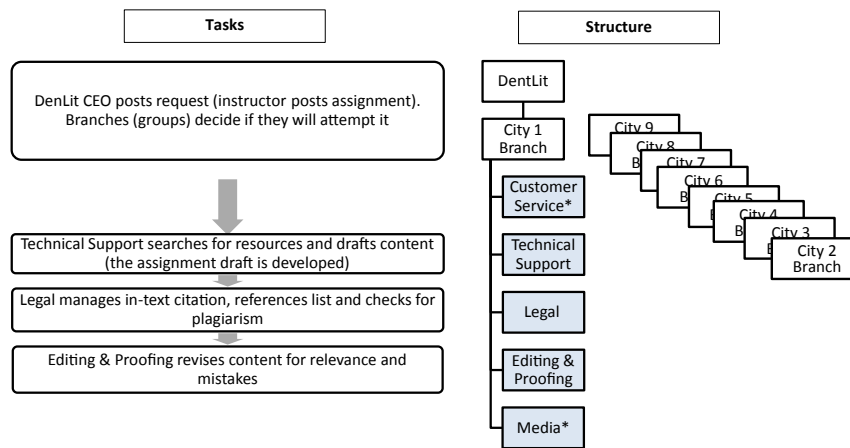 Tasks
DenLit CEO posts request (instructor posts assignment).
Branches (groups) decide if they will attempt it
Technical Support searches for resources and drafts content
(the assignment draft is developed)
Legal manages in-text citation, references list and checks for
plagiarism
Editing & Proofing revises content for relevance and
mistakes
Structure
DentLit
City 1
Branch
Customer
Service*
Technical
Support
Legal
Editing &
Proofing
Media*
City 9
City 8
City 7
City 6
City 5
City 4
City 3
City 2
Branch